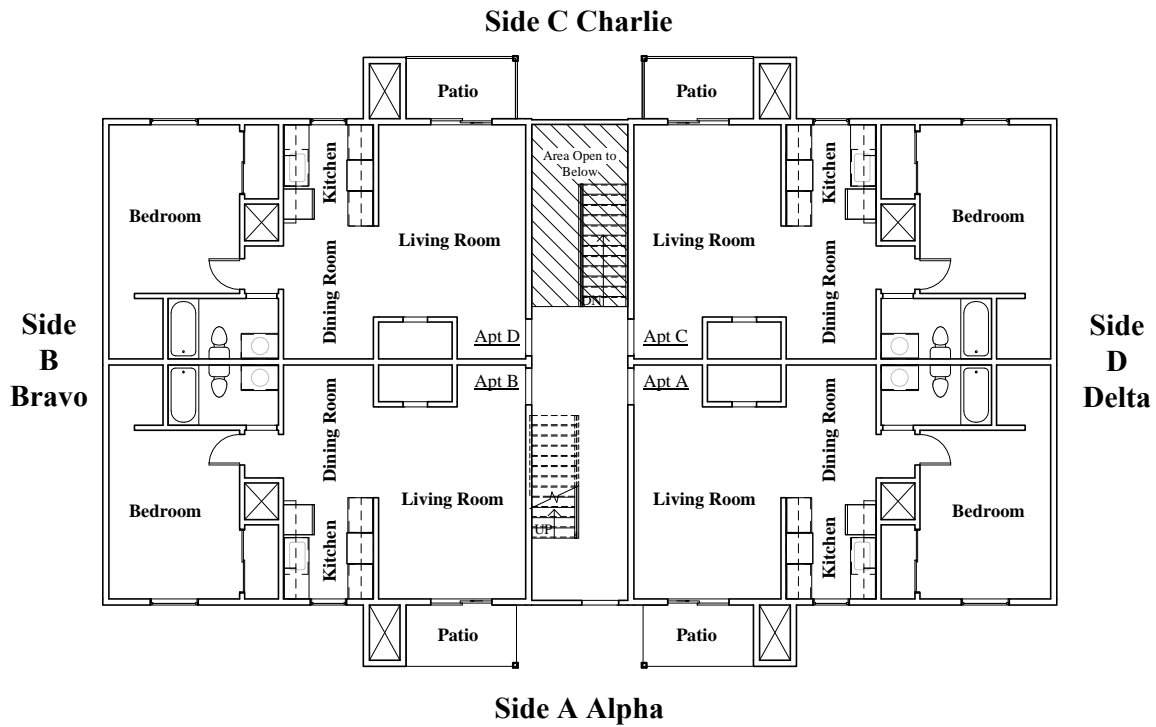 Side C Charlie
Patio
Patio
Kitchen
Area Open to
Below
Kitchen
Bedroom
Living Room
Living Room
Bedroom
Dining Room
Dining Room
DN
Side
B
Bravo
Apt D
Apt C
Side
D
Delta
Apt B
Apt A
Dining Room
Dining Room
Living Room
Living Room
Bedroom
Bedroom
UP
Kitchen
Kitchen
Patio
Patio
Side A Alpha